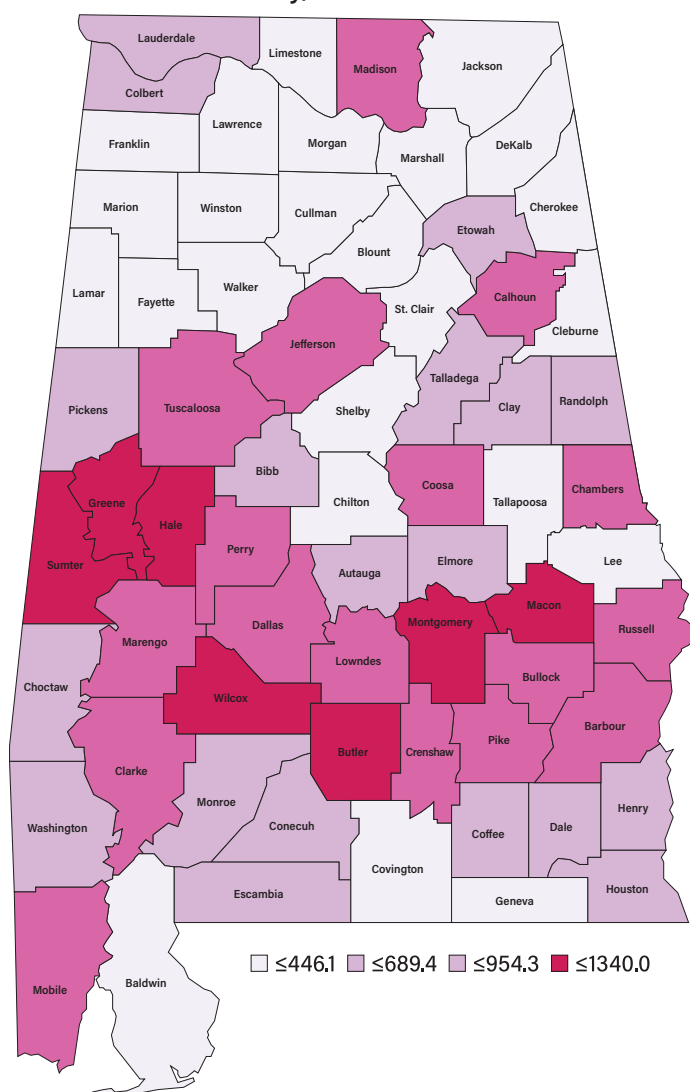 Lauderdale
Limestone
Madison
Jackson
Colbert
Lawrence
Franklin
Morgan
Marshall
DeKalb
Marion
Winston
Cullman
Cherokee
Etowah
Blount
Lamar
Fayette
Walker
St. Clair
Calhoun
Cleburne
Jefferson
Talladega
Pickens
Tuscaloosa
Shelby
Clay
Randolph
Bibb
Greene
Hale
Chilton
Coosa
Tallapoosa
Chambers
Sumter
Perry
Autauga
Elmore
Lee
Marengo
Dallas
Montgomery
Macon
Russell
Choctaw
Lowndes
Bullock
Wilcox
Barbour
Clarke
Butler
Crenshaw
Pike
Washington
Monroe
Conecuh
Coffee
Dale
Henry
Covington
Escambia
Geneva
Houston
Mobile
Baldwin
≤446.1 ≤689.4 ≤954.3 ≤1340.0